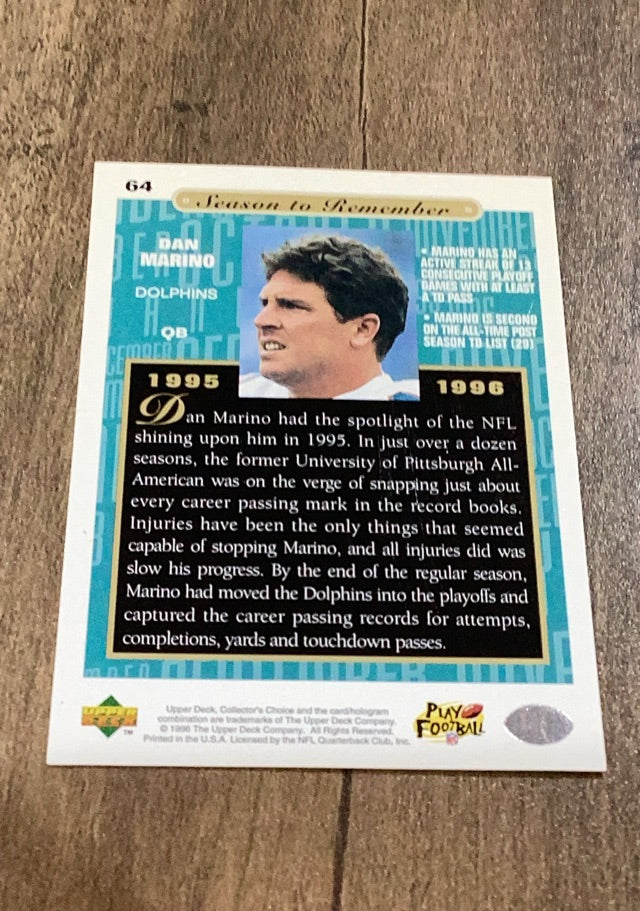 64
Season to Remember
DAN
MARINO
DOLPHINS
QB
• MARINO HAS AN
ACTIVE STREAK OF 13
CONSECUTIVE PLAYOFF
GAMES WITH AT LEAST
A TD PASS
• MARINO IS SECOND
ON THE ALL-TIME POST
SEASON TD LIST (29)
1995
1996
Dan Marino had the spotlight of the NFL
shining upon him in 1995. In just over a dozen
seasons, the former University of Pittsburgh All-
American was on the verge of snapping just about
every career passing mark in the record books.
Injuries have been the only things that seemed
capable of stopping Marino, and all injuries did was
slow his progress. By the end of the regular season,
Marino had moved the Dolphins into the playoffs and
captured the career passing records for attempts,
completions, yards and touchdown passes.
UPPER
DECK
TM
Upper Deck, Collector's Choice and the card/hologram
combination are trademarks of The Upper Deck Company.
© 1996 The Upper Deck Company. All Rights Reserved.
Printed in the U.S.A. Licensed by the NFL Quarterback Club, Inc.
PLAY
FOOTBALL